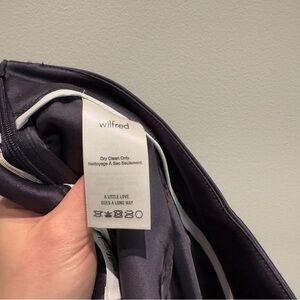 wilfred
Dry Clean Only.
Nettoyage À Sec Seulement.
A LITTLE LOVE
GOES A LONG WAY